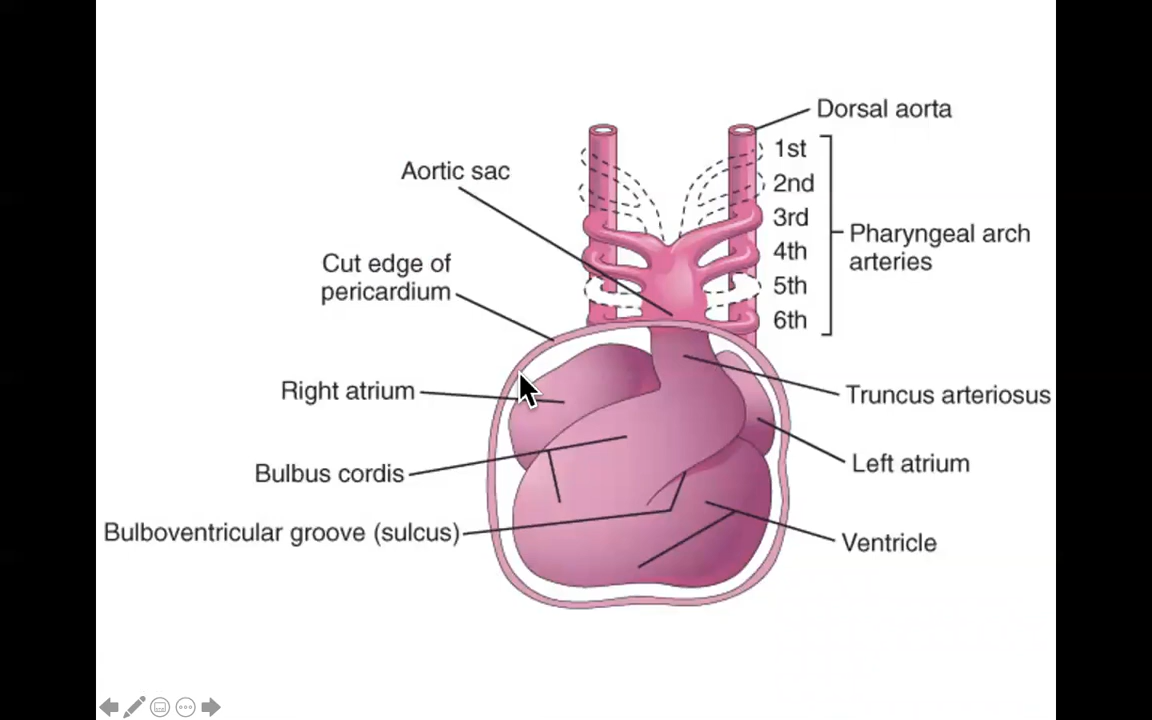 Dorsal aorta
1st
Aortic sac
2nd
3rd
Pharyngeal arch
arteries
4th
Cut edge of
pericardium
5th
6th
Right atrium
Truncus arteriosus
Left atrium
Bulbus cordis
Bulboventricular groove (sulcus)
Ventricle